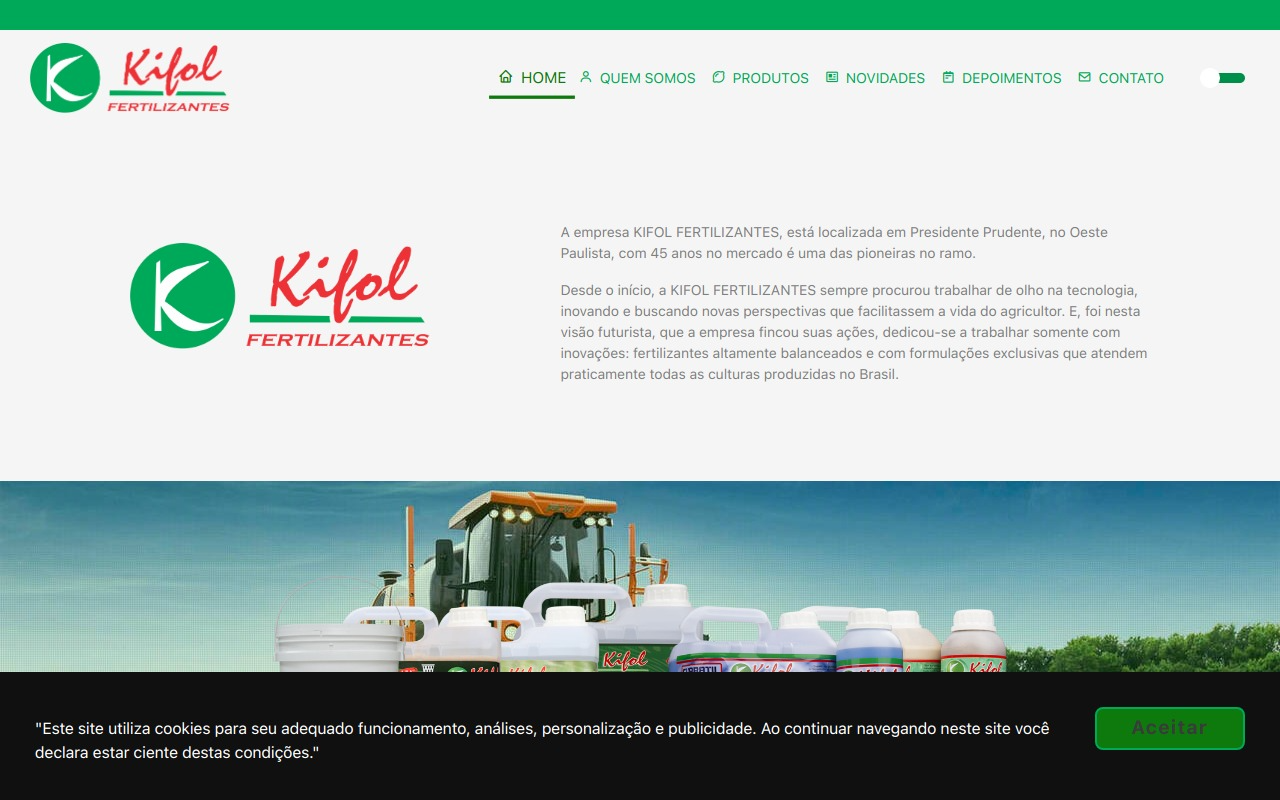 Kifol
FERTILIZANTES
HOME
QUEM SOMOS
PRODUTOS
NOVIDADES
DEPOIMENTOS
CONTATO
Kifol
FERTILIZANTES
A empresa KIFOL FERTILIZANTES, está localizada em Presidente Prudente, no Oeste
Paulista, com 45 anos no mercado é uma das pioneiras no ramo.
Desde o início, a KIFOL FERTILIZANTES sempre procurou trabalhar de olho na tecnologia,
inovando e buscando novas perspectivas que facilitassem a vida do agricultor. E, foi nesta
visão futurista, que a empresa fincou suas ações, dedicou-se a trabalhar somente com
inovações: fertilizantes altamente balanceados e com formulações exclusivas que atendem
praticamente todas as culturas produzidas no Brasil.
Kifol
"Este site utiliza cookies para seu adequado funcionamento, análises, personalização e publicidade. Ao continuar navegando neste site você
declara estar ciente destas condições."
Aceitar